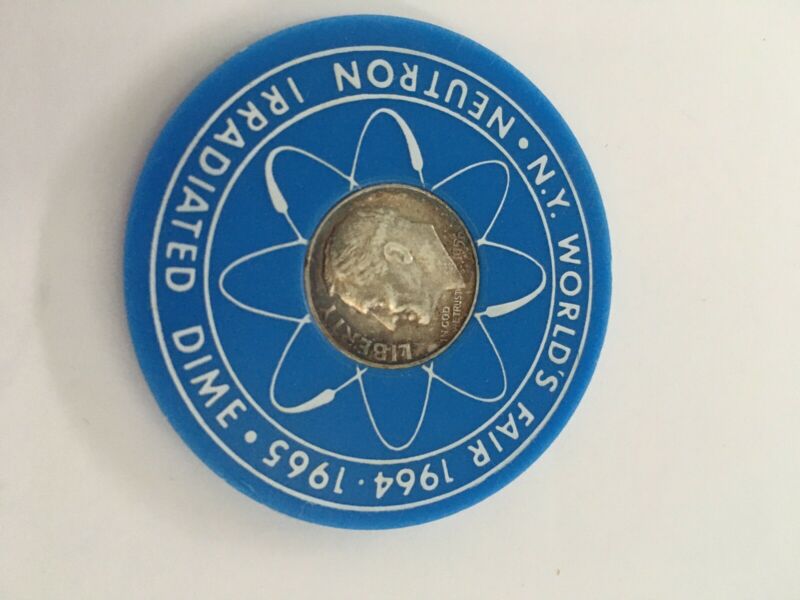 NEUTRON IRRADIATED DIME •
N.Y. WORLD'S FAIR 1964 · 1965 •
LIBERTY
IN GOD
WE TRUST